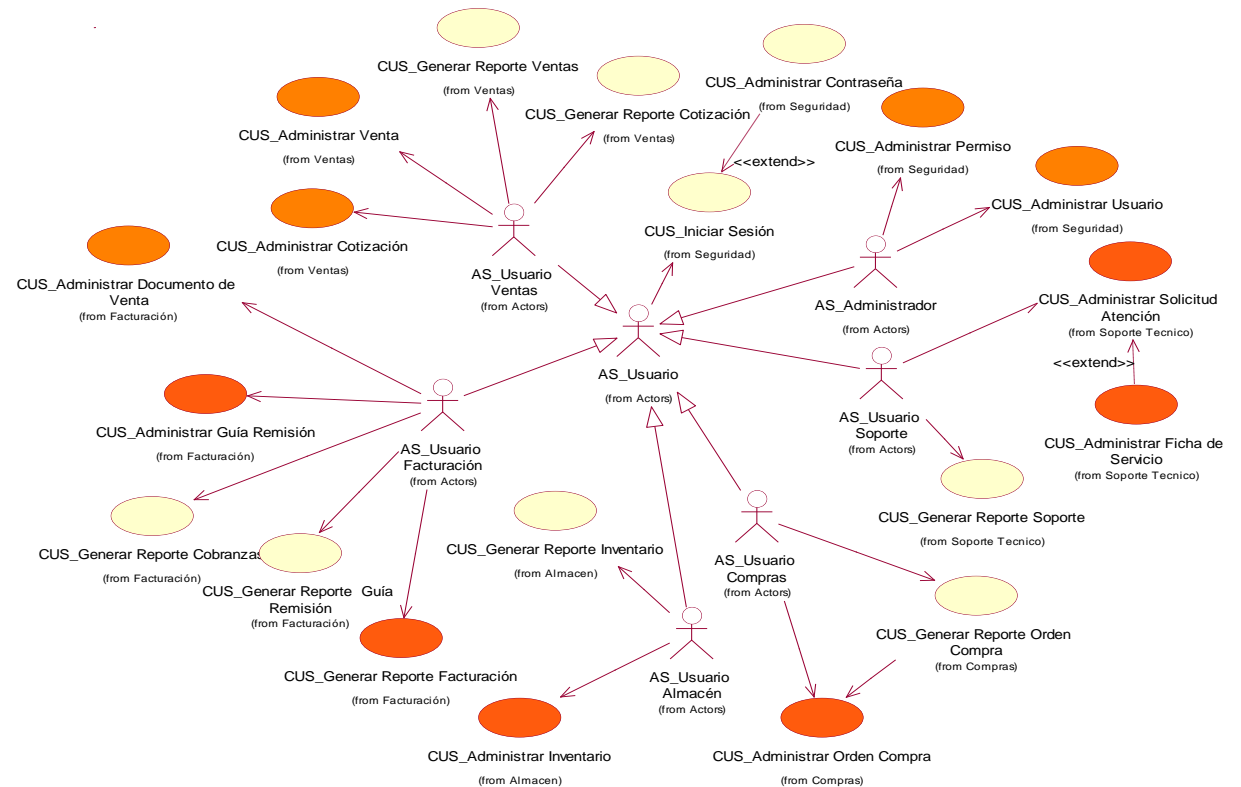 CUS_Generar Reporte Ventas
(from Ventas)
CUS_Administrar Contraseña
(from Seguridad)
CUS_Generar Reporte Cotización
(from Ventas)
CUS_Administrar Venta
(from Ventas)
CUS_Administrar Permiso
(from Seguridad)
<<extend>>
CUS_Administrar Usuario
(from Seguridad)
CUS_Iniciar Sesión
(from Seguridad)
CUS_Administrar Cotización
(from Ventas)
AS_Usuario
Ventas
(from Actors)
CUS_Administrar Documento de
Venta
(from Facturación)
AS_Administrador
(from Actors)
CUS_Administrar Solicitud
Atención
(from Soporte Tecnico)
<<extend>>
AS_Usuario
(from Actors)
AS_Usuario
Soporte
(from Actors)
CUS_Administrar Ficha de
Servicio
(from Soporte Tecnico)
CUS_Administrar Guía Remisión
(from Facturación)
AS_Usuario
Facturación
(from Actors)
CUS_Generar Reporte Soporte
(from Soporte Tecnico)
CUS_Generar Reporte Cobranzas
(from Facturación)
CUS_Generar Reporte Guía
Remisión
(from Facturación)
CUS_Generar Reporte Inventario
(from Almacen)
AS_Usuario
Compras
(from Actors)
CUS_Generar Reporte Orden
Compra
(from Compras)
CUS_Generar Reporte Facturación
(from Facturación)
AS_Usuario
Almacén
(from Actors)
CUS_Administrar Inventario
(from Almacen)
CUS_Administrar Orden Compra
(from Compras)